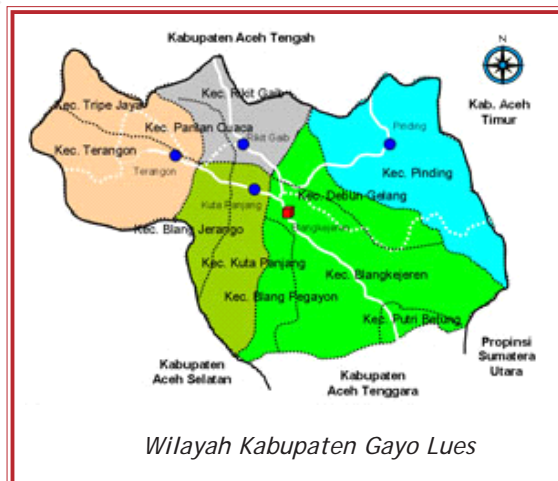 Kabupaten Aceh Tengah
N
Kab. Aceh
Timur
Kec. Rikit Gaib
Kec. Tripe Jaya
Kec. Pantan Cuaca
Rikit Gaib
Pinding
Kec. Terangon
Terangon
Kec. Pinding
Kuta Panjang
Kec. Debun Gelang
Blangkejeren
Kec. Blang Jerango
Kec. Kuta Panjang
Kec. Blangkejeren
Kec. Blang Pegayon
Kec. Putri Betung
Kabupaten
Aceh Selatan
Kabupaten
Aceh Tenggara
Propinsi
Sumatera
Utara
Wilayah Kabupaten Gayo Lues